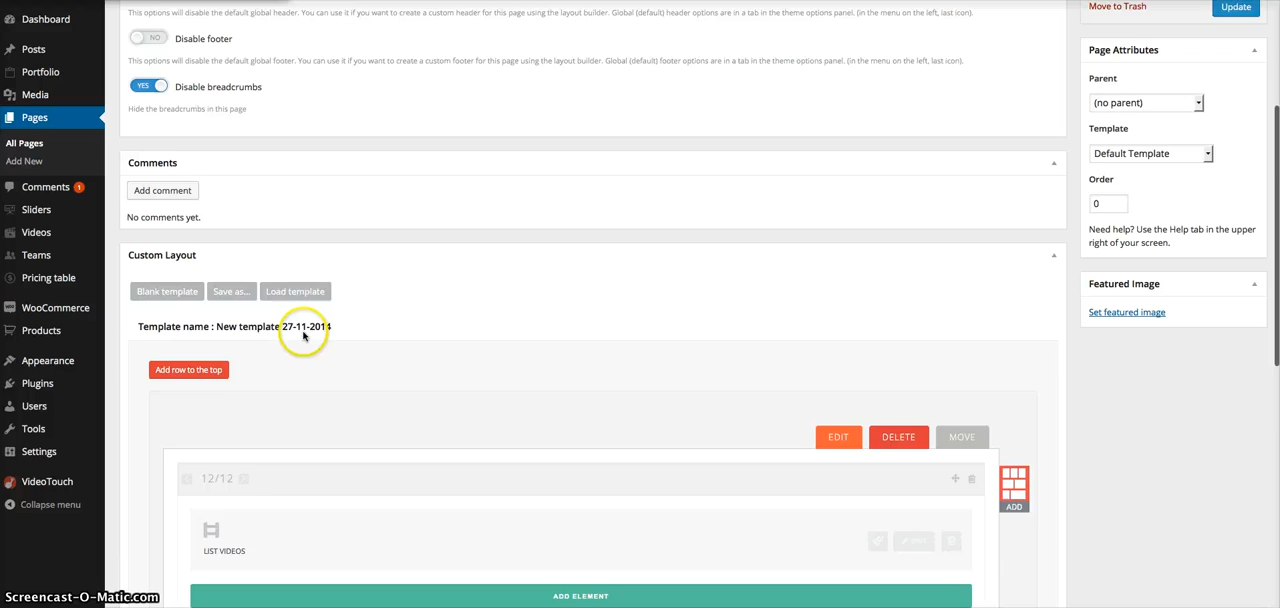 Dashboard
Posts
Portfolio
Media
Pages
All Pages
Add New
Comments 1
Sliders
Videos
Teams
Pricing table
WooCommerce
Products
Appearance
Plugins
Users
Tools
Settings
VideoTouch
Collapse menu
This options will disable the default global header. You can use it if you want to create a custom header for this page using the layout builder. Global (default) header options are in a tab in the theme options panel. (in the menu on the left, last icon).
NO Disable footer
This options will disable the default global footer. You can use it if you want to create a custom footer for this page using the layout builder. Global (default) footer options are in a tab in the theme options panel. (in the menu on the left, last icon).
YES Disable breadcrumbs
Hide the breadcrumbs in this page
Comments
Add comment
No comments yet.
Custom Layout
Blank template Save as... Load template
Template name : New template 27-11-2014
Add row to the top
EDIT DELETE MOVE
12/12
ADD
LIST VIDEOS
EDIT
ADD ELEMENT
Move to Trash Update
Page Attributes
Parent
(no parent)
Template
Default Template
Order
0
Need help? Use the Help tab in the upper
right of your screen.
Featured Image
Set featured image
Screencast-O-Matic.com